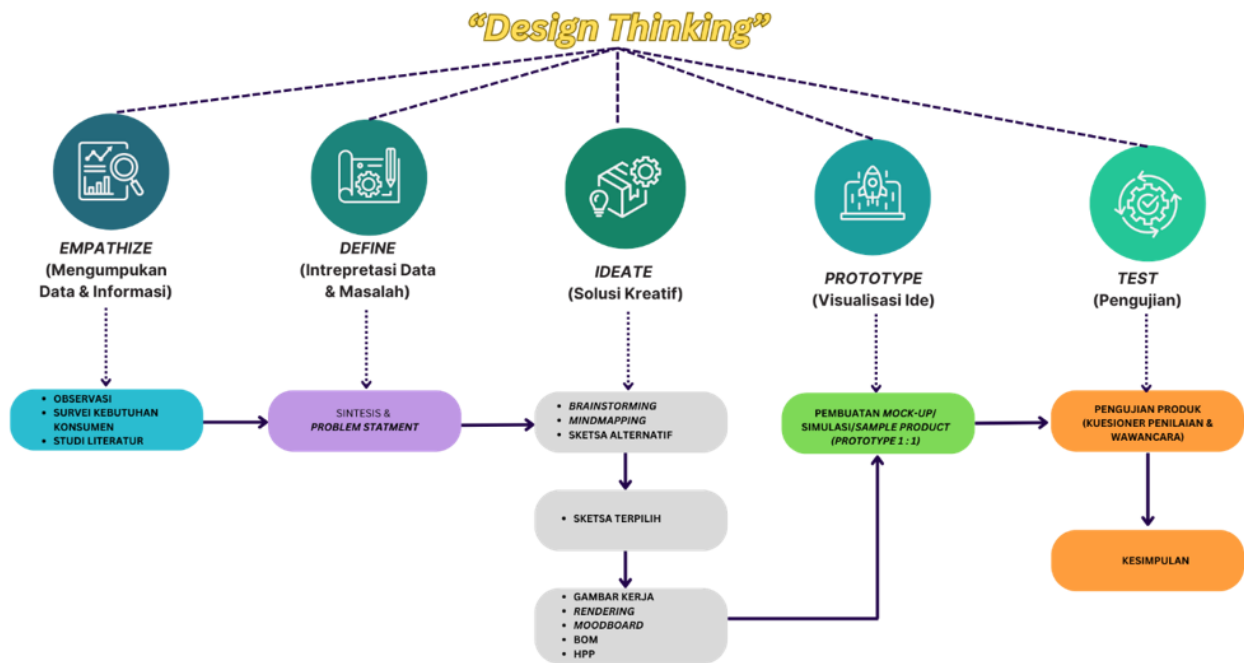 “Design Thinking”
EMPATHIZE
(Mengumpukan
Data & Informasi)
DEFINE
(Intrepretasi Data
& Masalah)
IDEATE
(Solusi Kreatif)
PROTOTYPE
(Visualisasi Ide)
TEST
(Pengujian)
• OBSERVASI
• SURVEI KEBUTUHAN
KONSUMEN
• STUDI LITERATUR
SINTESIS &
PROBLEM STATMENT
• BRAINSTORMING
• MINDMAPPING
• SKETSA ALTERNATIF
• SKETSA TERPILIH
• GAMBAR KERJA
• RENDERING
• MOODBOARD
• BOM
• HPP
PEMBUATAN MOCK-UP/
SIMULASI/SAMPLE PRODUCT
(PROTOTYPE 1 : 1)
PENGUJIAN PRODUK
(KUESIONER PENILAIAN &
WAWANCARA)
KESIMPULAN